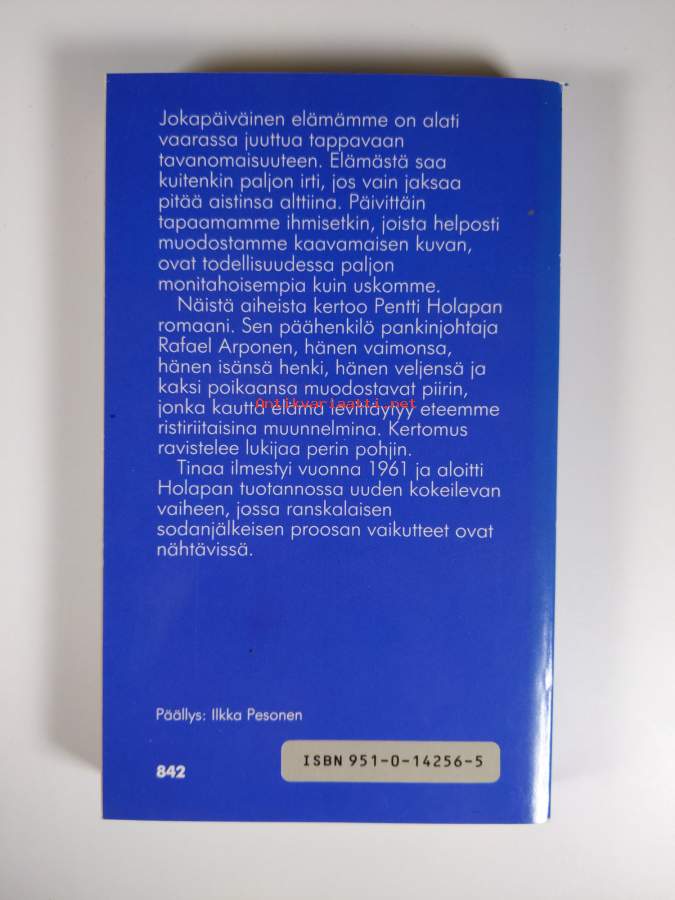 Jokapäiväinen elämämme on alati
vaarassa juuttua tappavaan
tavanomaisuuteen. Elämästä saa
kuitenkin paljon irti, jos vain jaksaa
pitää aistinsa alttiina. Päivittäin
tapaamamme ihmisetkin, joista helposti
muodostamme kaavamaisen kuvan,
ovat todellisuudessa paljon
monitahoisempia kuin uskomme.
Näistä aiheista kertoo Pentti Holapan
romaani. Sen päähenkilö pankinjohtaja
Rafael Arponen, hänen vaimonsa,
hänen isänsä henki, hänen veljensä ja
kaksi poikaansa muodostavat piirin,
Antikvariaatti.net
jonka kautta elämä levittäytyy eteemme
ristiriitaisina muunnelmina. Kertomus
ravistelee lukijaa perin pohjin.
Tinaa ilmestyi vuonna 1961 ja aloitti
Holapan tuotannossa uuden kokeilevan
vaiheen, jossa ranskalaisen
sodanjälkeisen proosan vaikutteet ovat
nähtävissä.
Päällys: Ilkka Pesonen
842
ISBN 951-0-14256-5